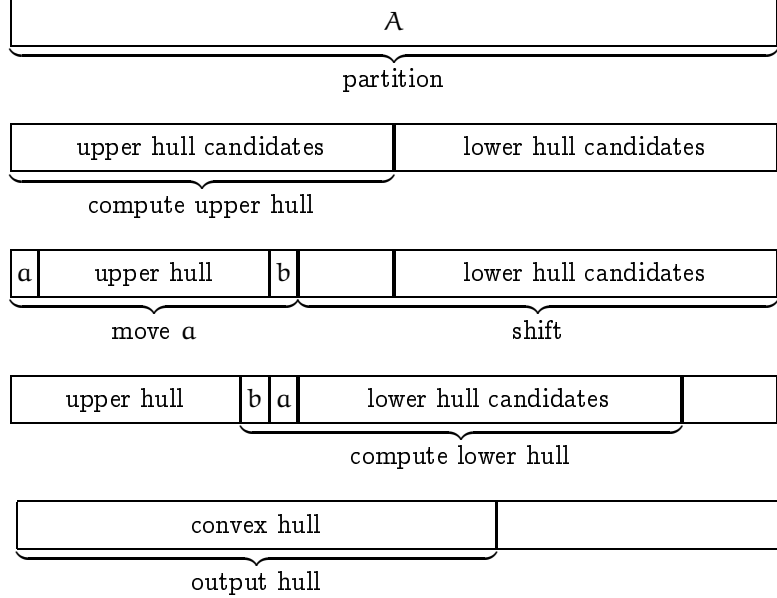 A
partition
upper hull candidates lower hull candidates
compute upper hull
a upper hull b lower hull candidates
move a shift
upper hull b a lower hull candidates
compute lower hull
convex hull
output hull